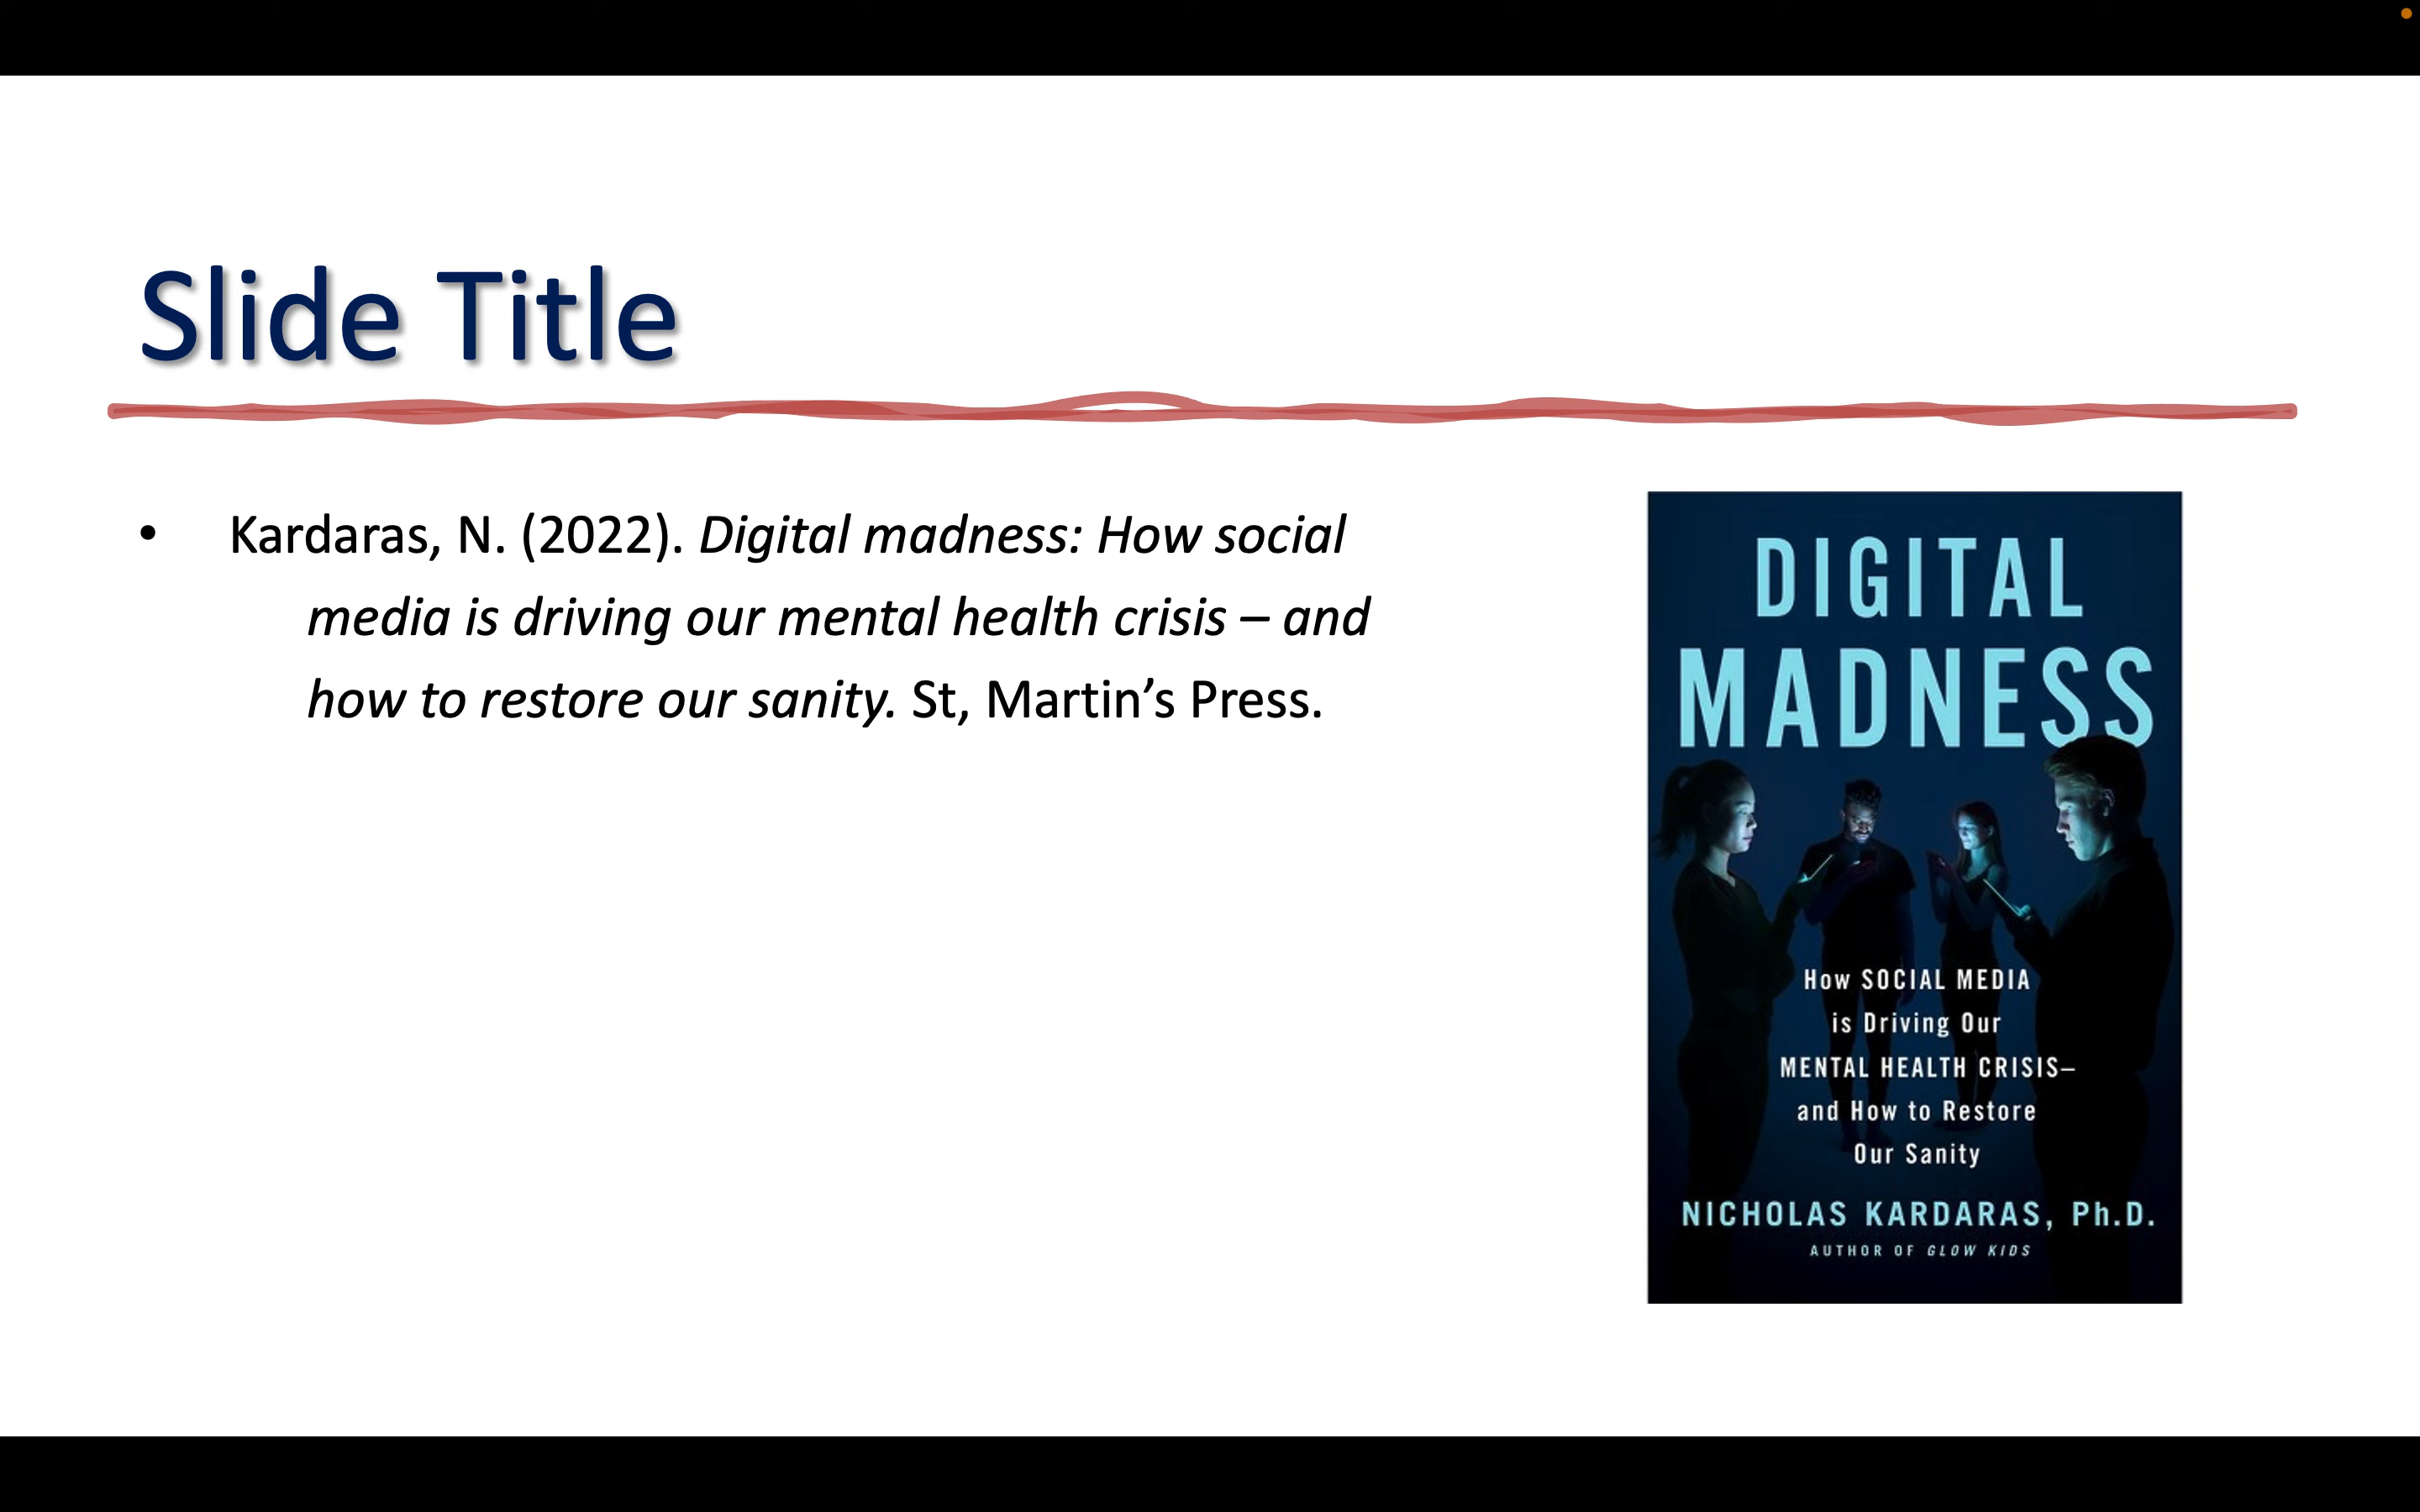 Slide Title
• Kardaras, N. (2022). Digital madness: How social
media is driving our mental health crisis – and
how to restore our sanity. St, Martin’s Press.
DIGITAL
MADNESS
How SOCIAL MEDIA
is Driving Our
MENTAL HEALTH CRISIS–
and How to Restore
Our Sanity
NICHOLAS KARDARAS, Ph.D.
AUTHOR OF GLOW KIDS